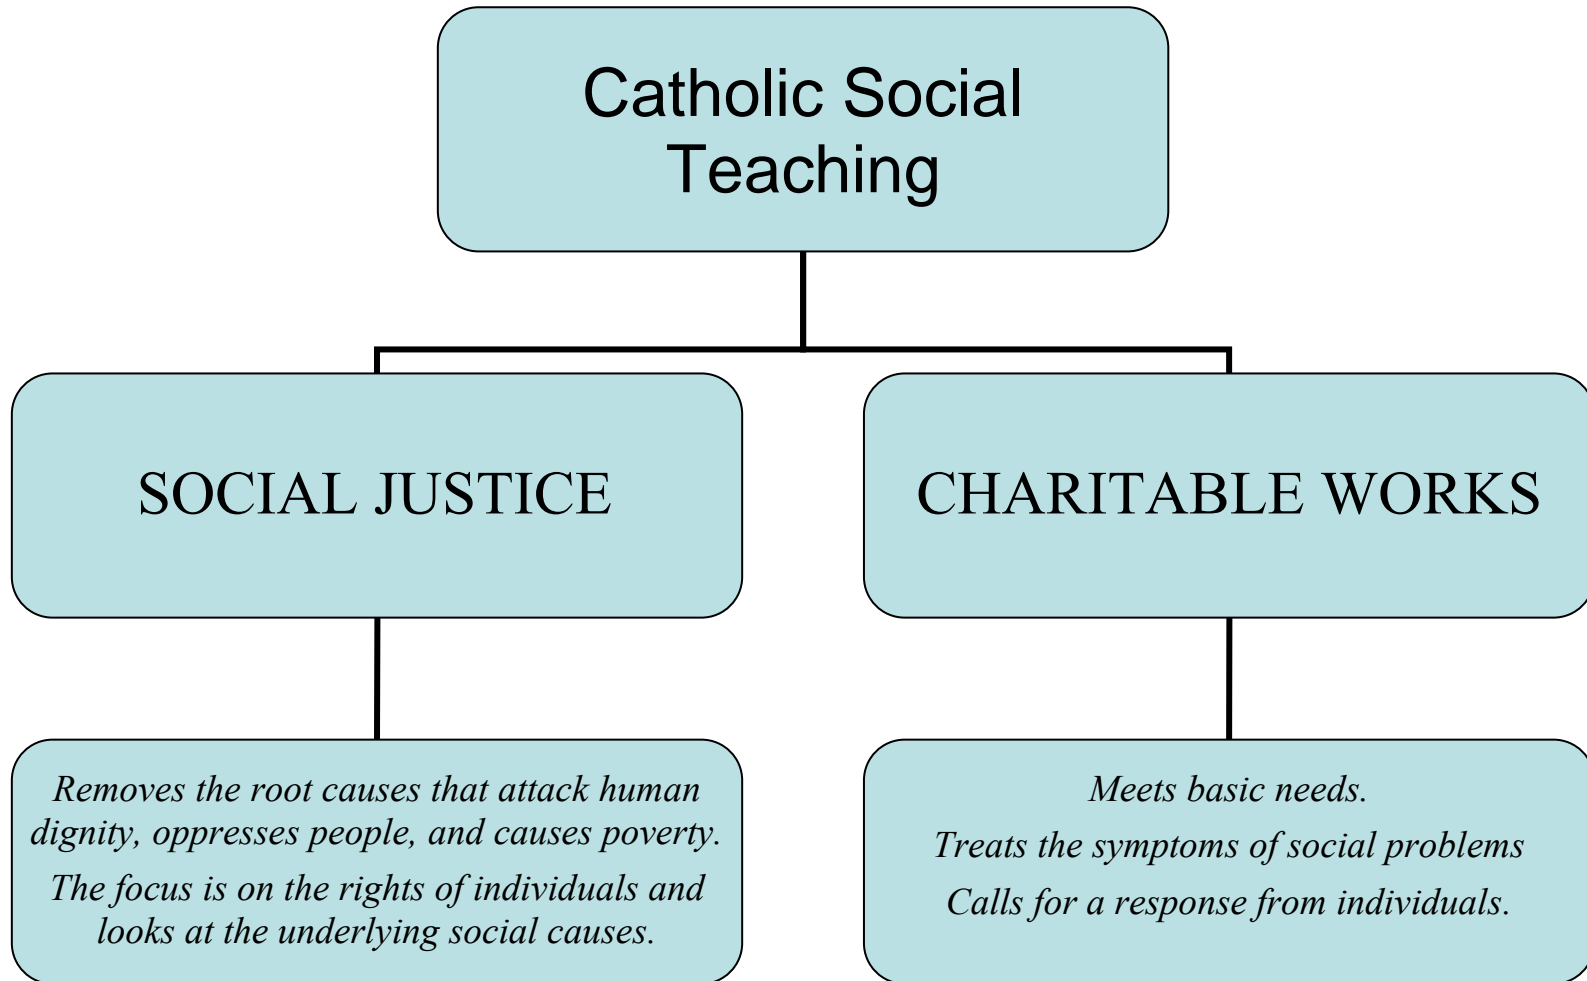 Catholic Social
Teaching
SOCIAL JUSTICE
CHARITABLE WORKS
Removes the root causes that attack human
dignity, oppresses people, and causes poverty.
The focus is on the rights of individuals and
looks at the underlying social causes.
Meets basic needs.
Treats the symptoms of social problems
Calls for a response from individuals.